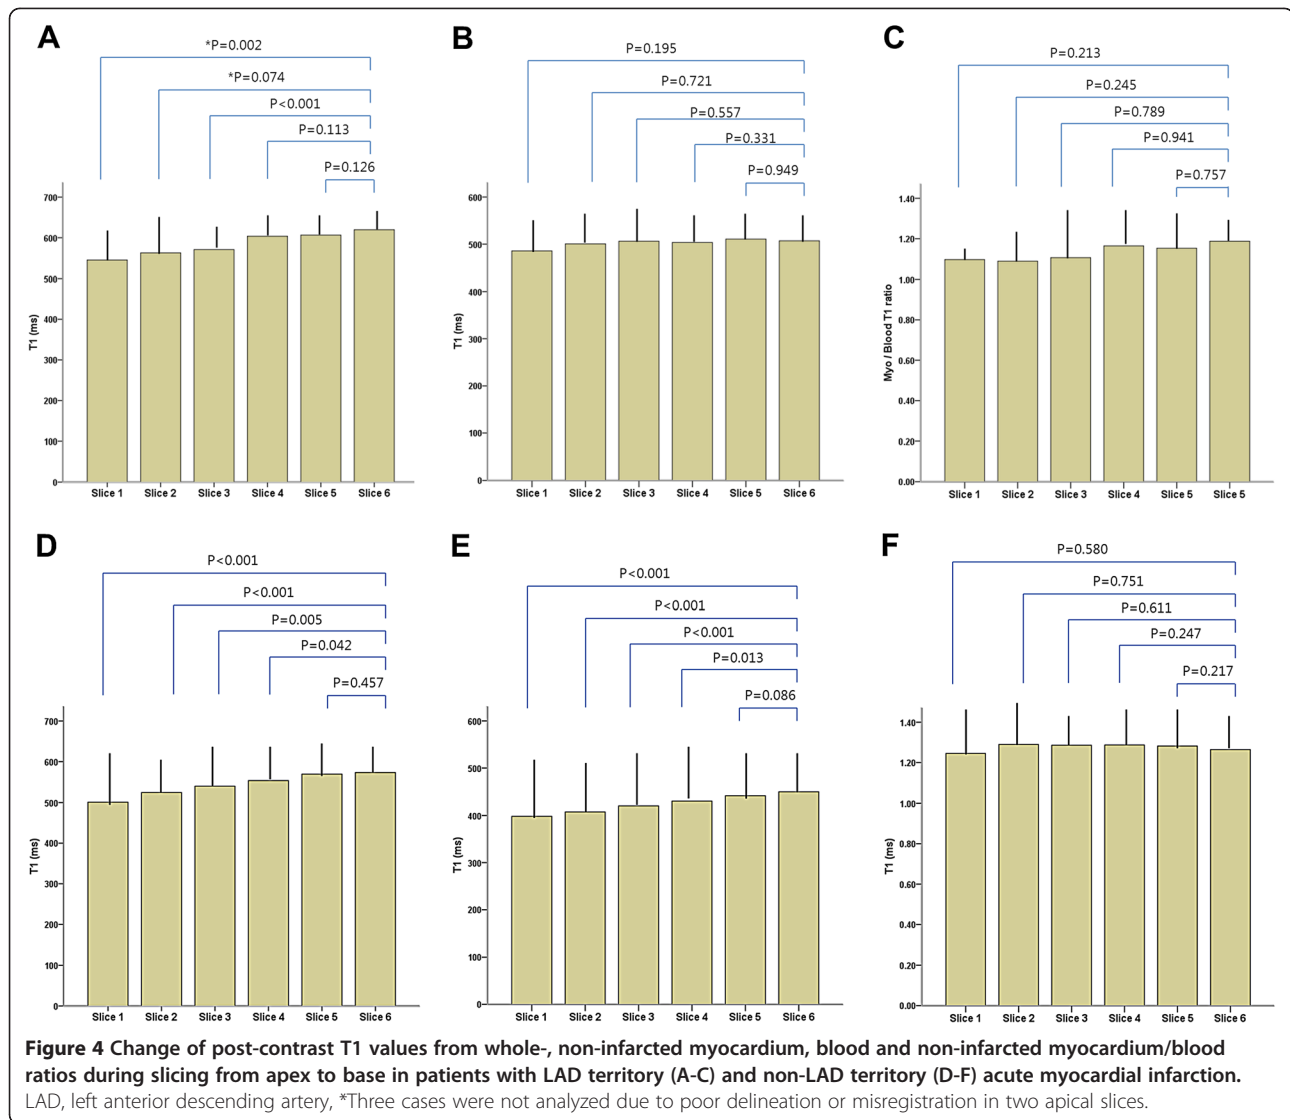 A
*P=0.002
*P=0.074
P<0.001
P=0.113
P=0.126
700
600
500
400
300
200
100
0
T1 (ms)
Slice 1 Slice 2 Slice 3 Slice 4 Slice 5 Slice 6
B
P=0.195
P=0.721
P=0.557
P=0.331
P=0.949
600
500
400
300
200
100
0
T1 (ms)
Slice 1 Slice 2 Slice 3 Slice 4 Slice 5 Slice 6
C
P=0.213
P=0.245
P=0.789
P=0.941
P=0.757
1.40
1.20
1.00
0.80
0.60
0.40
0.20
0.00
Myo / Blood T1 ratio
Slice 1 Slice 2 Slice 3 Slice 4 Slice 5 Slice 5
D
P<0.001
P<0.001
P=0.005
P=0.042
P=0.457
700
600
500
400
300
200
100
0
T1 (ms)
Slice 1 Slice 2 Slice 3 Slice 4 Slice 5 Slice 6
E
P<0.001
P<0.001
P<0.001
P=0.013
P=0.086
600
500
400
300
200
100
0
T1 (ms)
Slice 1 Slice 2 Slice 3 Slice 4 Slice 5 Slice 6
F
P=0.580
P=0.751
P=0.611
P=0.247
P=0.217
1.40
1.20
1.00
0.80
0.60
0.40
0.20
0.00
T1 (ms)
Slice 1 Slice 2 Slice 3 Slice 4 Slice 5 Slice 6
Figure 4 Change of post-contrast T1 values from whole-, non-infarcted myocardium, blood and non-infarcted myocardium/blood
ratios during slicing from apex to base in patients with LAD territory (A-C) and non-LAD territory (D-F) acute myocardial infarction.
LAD, left anterior descending artery, *Three cases were not analyzed due to poor delineation or misregistration in two apical slices.